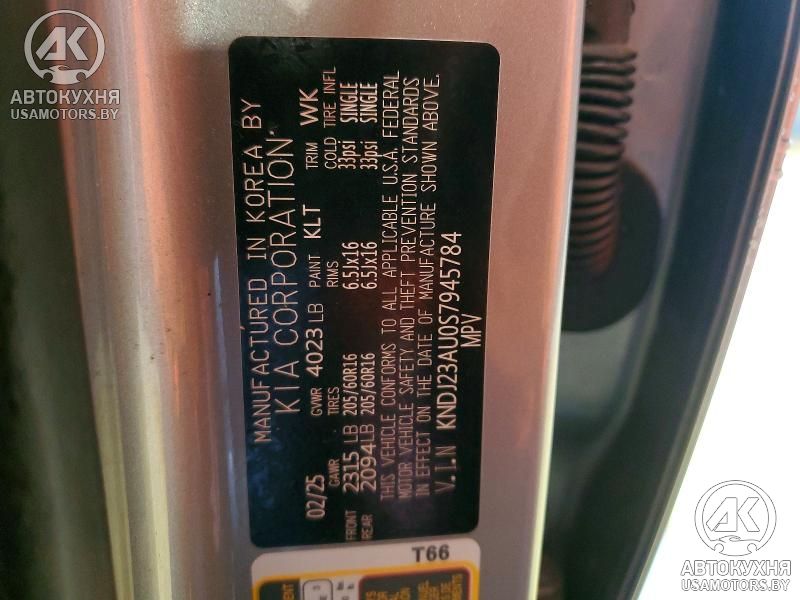 AK
АВТОКУХНЯ
USAMOTORS.BY
MANUFACTURED IN KOREA BY
KIA CORPORATION.
02/25 GVWR 4023 LB PAINT KLT TRIM WK
GAWR TIRES RIMS COLD TIRE INFL
FRONT 2315 LB 205/60R16 6.5Jx16 33psi SINGLE
REAR 2094LB 205/60R16 6.5Jx16 33psi SINGLE
THIS VEHICLE CONFORMS TO ALL APPLICABLE U.S.A. FEDERAL
MOTOR VEHICLE SAFETY AND THEFT PREVENTION STANDARDS
IN EFFECT ON THE DATE OF MANUFACTURE SHOWN ABOVE.
V.I.N KNDJ23AU0S7945784
MPV
T66
AK
АВТОКУХНЯ
USAMOTORS.BY